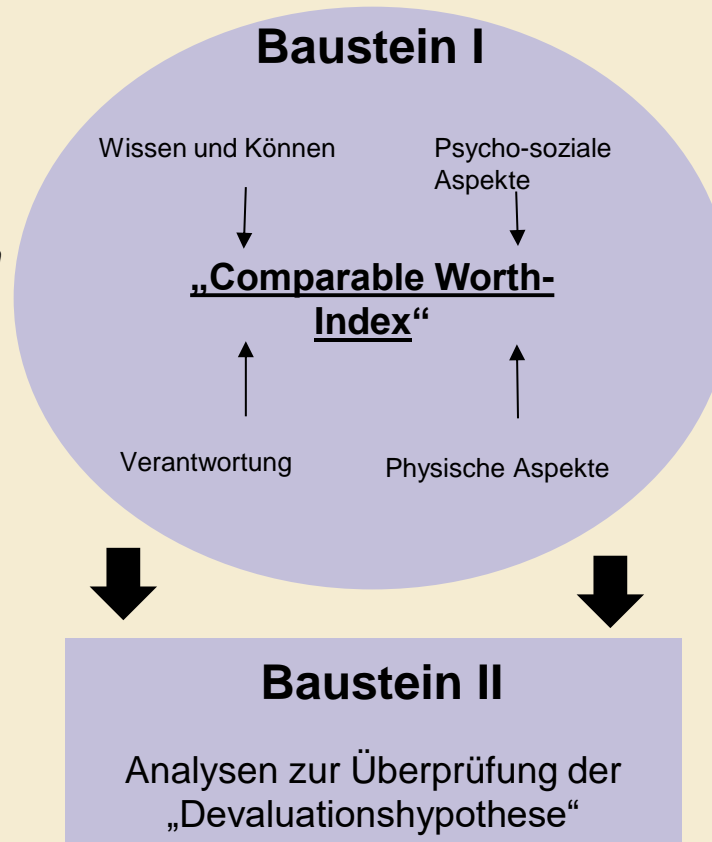 Baustein I
Wissen und Können
Psycho-soziale
Aspekte
„Comparable Worth-
Index“
Verantwortung
Physische Aspekte
Baustein II
Analysen zur Überprüfung der
„Devaluationshypothese“